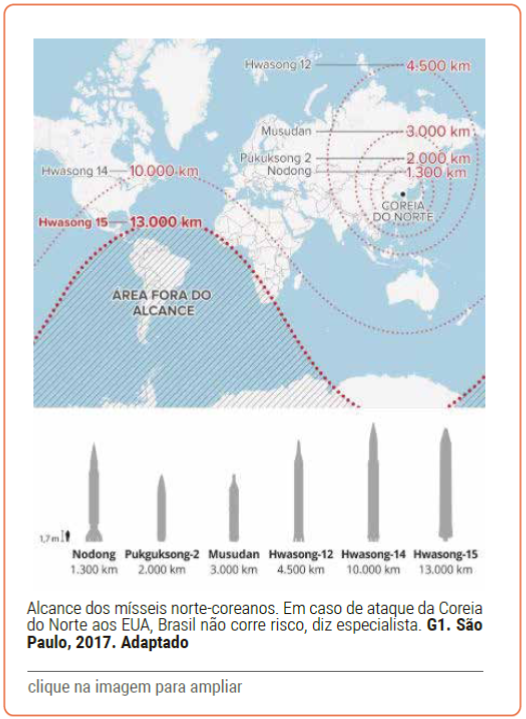 Hwasong 12 4.500 km
Musudan 3.000 km
Pukuksong 2 2.000 km
Nodong 1.300 km
Hwasong 14 10.000 km
COREIA
DO NORTE
Hwasong 15 13.000 km
ÁREA FORA DO
ALCANCE
1,7 m
Nodong Pukguksong-2 Musudan Hwasong-12 Hwasong-14 Hwasong-15
1.300 km 2.000 km 3.000 km 4.500 km 10.000 km 13.000 km
Alcance dos mísseis norte-coreanos. Em caso de ataque da Coreia
do Norte aos EUA, Brasil não corre risco, diz especialista. G1. São
Paulo, 2017. Adaptado
clique na imagem para ampliar